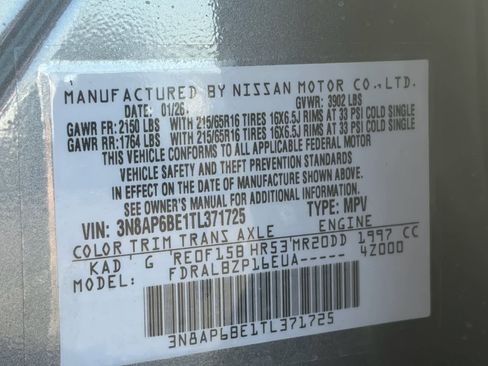 MANUFACTURED BY NISSAN MOTOR CO.,LTD.
DATE: 01/26 GVWR: 3902 LBS
GAWR FR: 2150 LBS WITH 215/65R16 TIRES 16X6.5J RIMS AT 33 PSI COLD SINGLE
GAWR RR: 1764 LBS WITH 215/65R16 TIRES 16X6.5J RIMS AT 33 PSI COLD SINGLE
THIS VEHICLE CONFORMS TO ALL APPLICABLE FEDERAL MOTOR
VEHICLE SAFETY AND THEFT PREVENTION STANDARDS
IN EFFECT ON THE DATE OF MANUFACTURE SHOWN ABOVE.
SEE OWNER'S MANUAL FOR ADDITIONAL INFORMATION.
VIN: 3N8AP6BE1TL371725 TYPE: MPV
COLOR TRIM TRANS AXLE ENGINE
KAD ' G 'RE0F15B HR53'MR20DD 1997 CC
FDRALBZP16EUA----- 4Z000
3N8AP6BE1TL371725